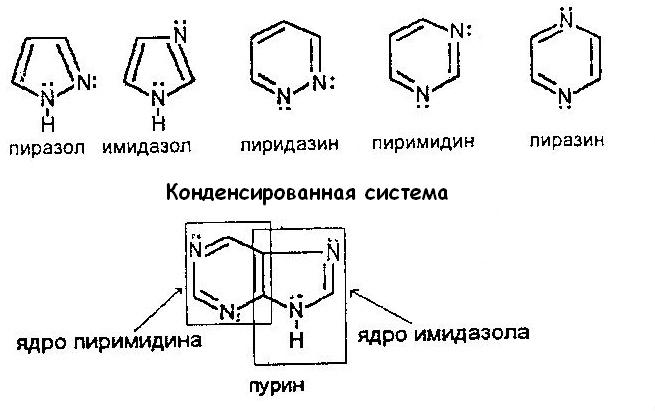 N N: N N N N: N N N
H H
пиразол имидазол пиридазин пиримидин пиразин
Конденсированная система
N N
N N
H
ядро пиримидина ядро имидазола
пурин